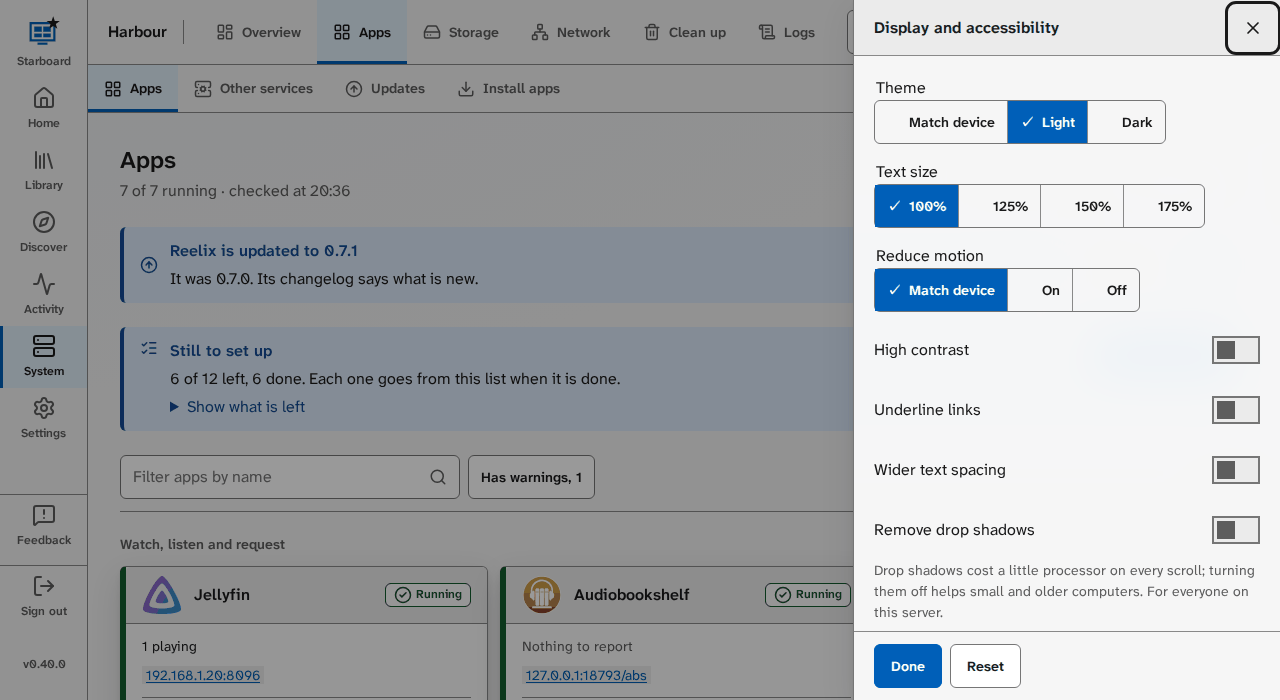 Starboard
Home
Library
Discover
Activity
System
Settings
Feedback
Sign out
v0.40.0
Harbour
Overview
Apps
Storage
Network
Clean up
Logs
Apps
Other services
Updates
Install apps
Apps
7 of 7 running · checked at 20:36
Reelix is updated to 0.7.1
It was 0.7.0. Its changelog says what is new.
Still to set up
6 of 12 left, 6 done. Each one goes from this list when it is done.
Show what is left
Filter apps by name
Has warnings, 1
Watch, listen and request
Jellyfin
Running
1 playing
192.168.1.20:8096
Audiobookshelf
Running
Nothing to report
127.0.0.1:18793/abs
Display and accessibility
Theme
Match device
✓ Light
Dark
Text size
✓ 100%
125%
150%
175%
Reduce motion
✓ Match device
On
Off
High contrast
Underline links
Wider text spacing
Remove drop shadows
Drop shadows cost a little processor on every scroll; turning
them off helps small and older computers. For everyone on
this server.
Done
Reset